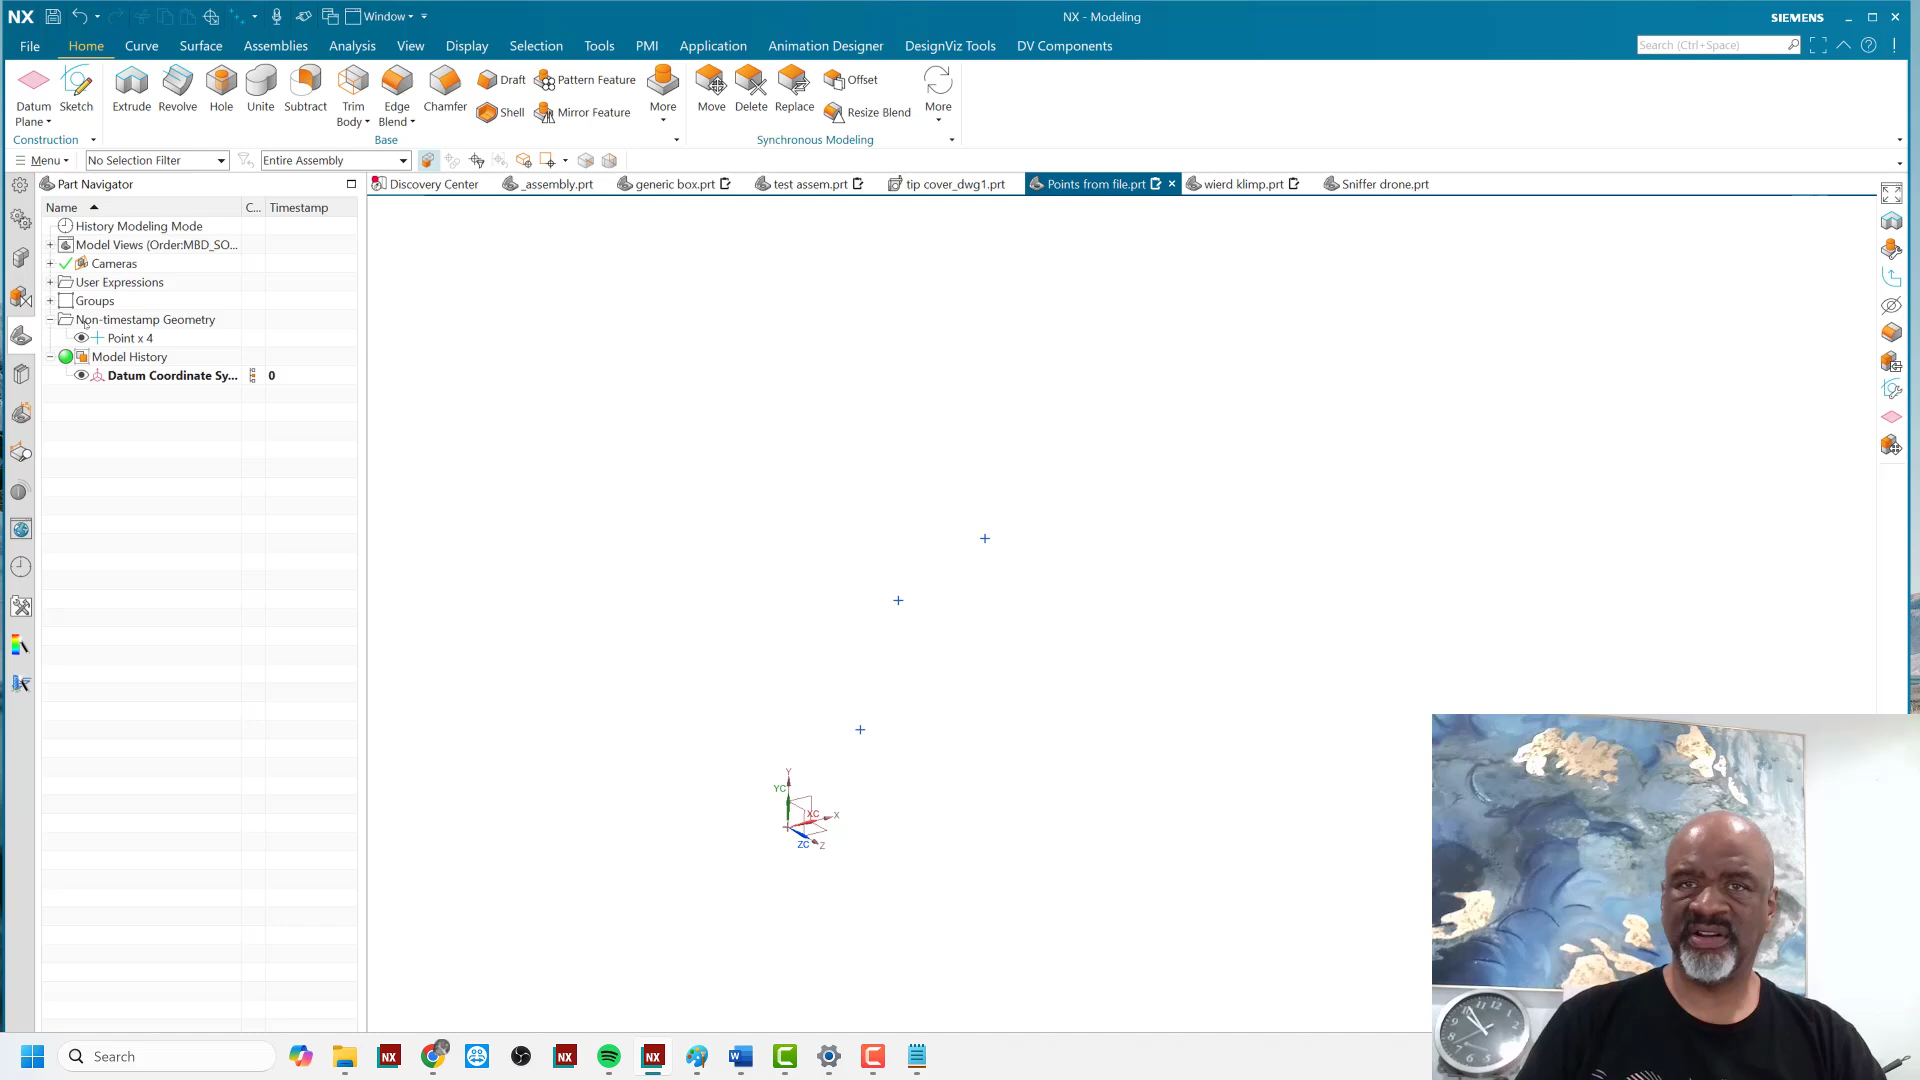 NX
Window
NX - Modeling
SIEMENS
File
Home
Curve
Surface
Assemblies
Analysis
View
Display
Selection
Tools
PMI
Application
Animation Designer
DesignViz Tools
DV Components
Search (Ctrl+Space)
Datum Plane
Sketch
Extrude
Revolve
Hole
Unite
Subtract
Trim Body
Edge Blend
Chamfer
Draft
Shell
Pattern Feature
Mirror Feature
More
Move
Delete
Replace
Offset
Resize Blend
More
Construction
Base
Synchronous Modeling
Menu
No Selection Filter
Entire Assembly
Part Navigator
Discovery Center
_assembly.prt
generic box.prt
test assem.prt
tip cover_dwg1.prt
Points from file.prt
wierd klimp.prt
Sniffer drone.prt
Name
C...
Timestamp
History Modeling Mode
Model Views (Order:MBD_SO...
Cameras
User Expressions
Groups
Non-timestamp Geometry
Point x 4
Model History
Datum Coordinate Sy...
0
Y
YC
XC
X
ZC
Z
Search
NX
NX
NX